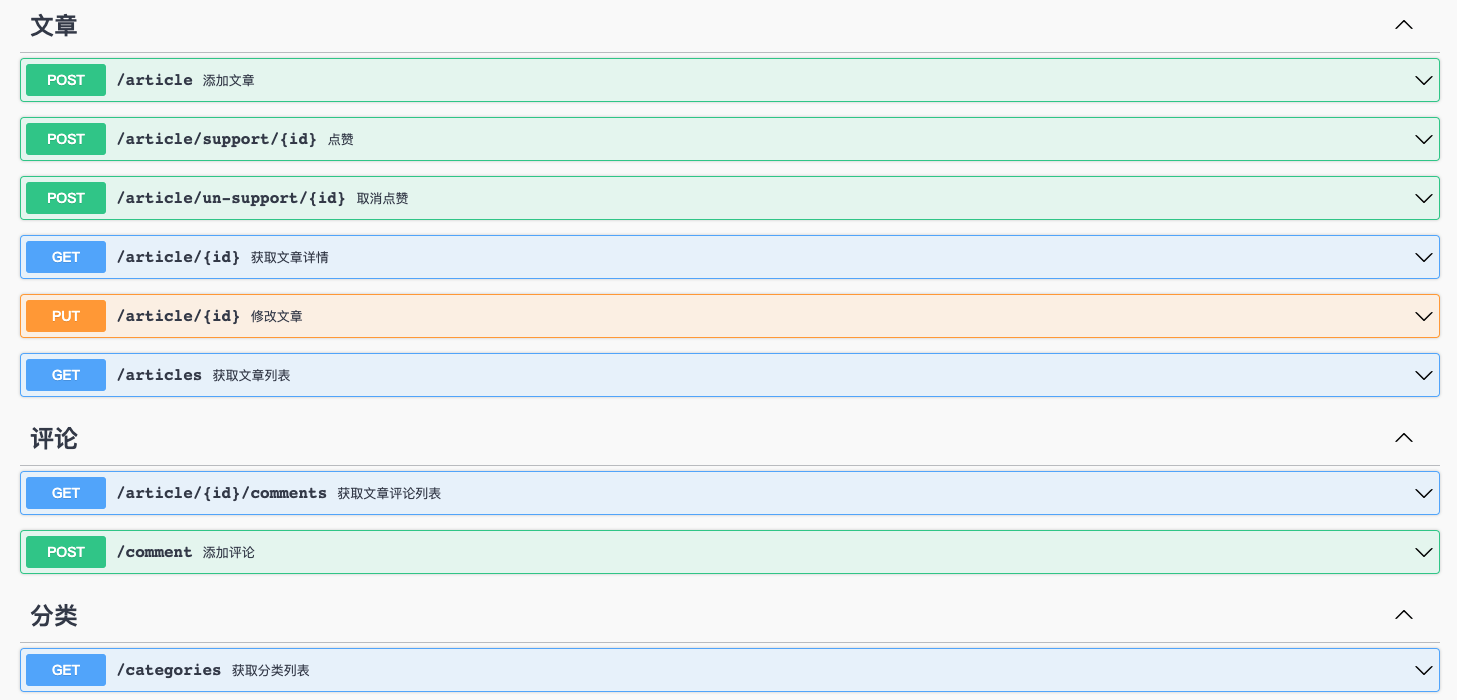 文章
POST /article 添加文章
POST /article/support/{id} 点赞
POST /article/un-support/{id} 取消点赞
GET /article/{id} 获取文章详情
PUT /article/{id} 修改文章
GET /articles 获取文章列表
评论
GET /article/{id}/comments 获取文章评论列表
POST /comment 添加评论
分类
GET /categories 获取分类列表